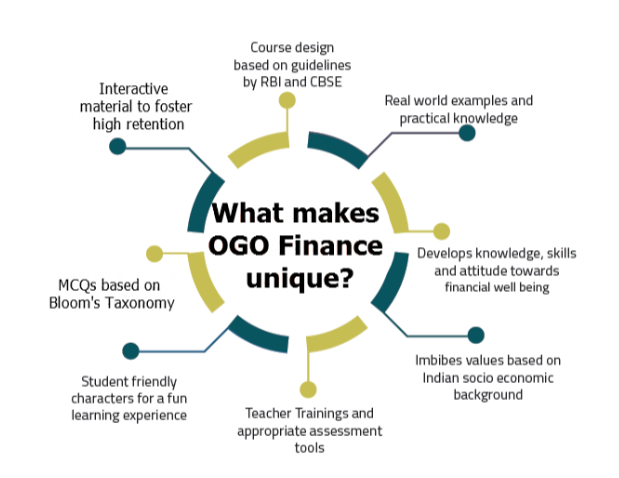 Course design
based on guidelines
by RBI and CBSE
Real world examples and
practical knowledge
Develops knowledge, skills
and attitude towards
financial well being
Imbibes values based on
Indian socio economic
background
Teacher Trainings and
appropriate assessment
tools
Student friendly
characters for a fun
learning experience
MCQs based on
Bloom's Taxonomy
Interactive
material to foster
high retention
What makes
OGO Finance
unique?